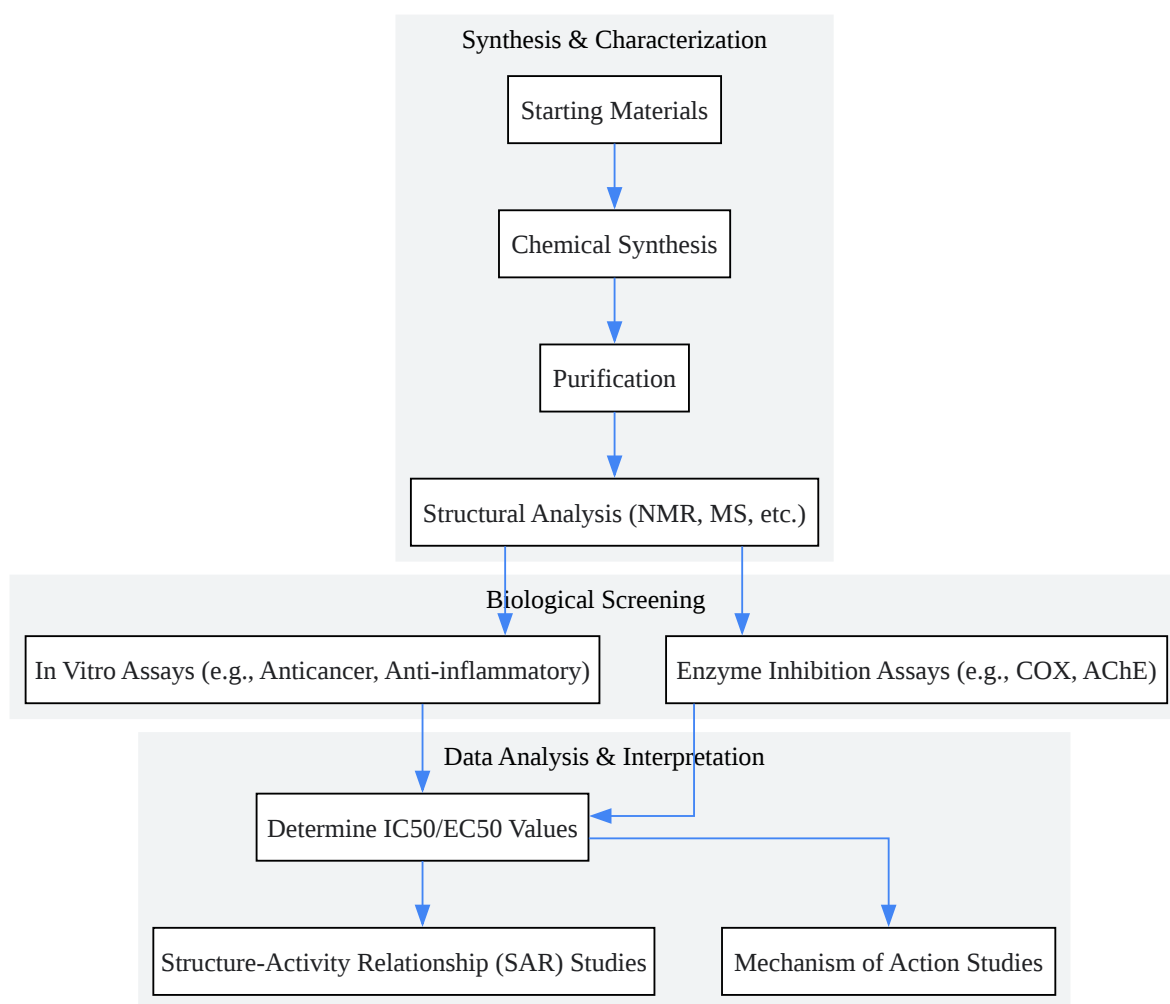 Synthesis & Characterization
Starting Materials
Chemical Synthesis
Purification
Structural Analysis (NMR, MS, etc.)
Biological Screening
In Vitro Assays (e.g., Anticancer, Anti-inflammatory)
Enzyme Inhibition Assays (e.g., COX, AChE)
Data Analysis & Interpretation
Determine IC50/EC50 Values
Structure-Activity Relationship (SAR) Studies
Mechanism of Action Studies